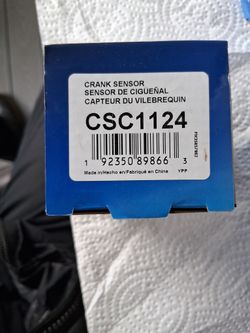 CRANK SENSOR
SENSOR DE CIGÜEÑAL
CAPTEUR DU VILEBREQUIN
CSC1124
1 92350 89866 3
Made in/Hecho en/Fabriqué en China YPP